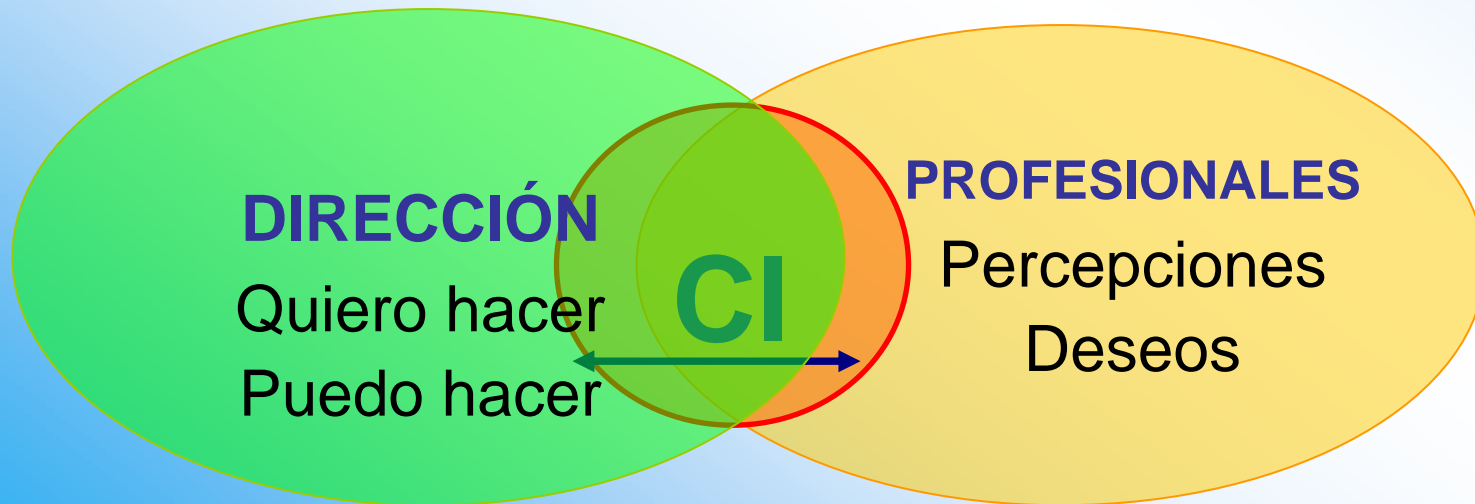 DIRECCIÓN
Quiero hacer
Puedo hacer
CI
PROFESIONALES
Percepciones
Deseos